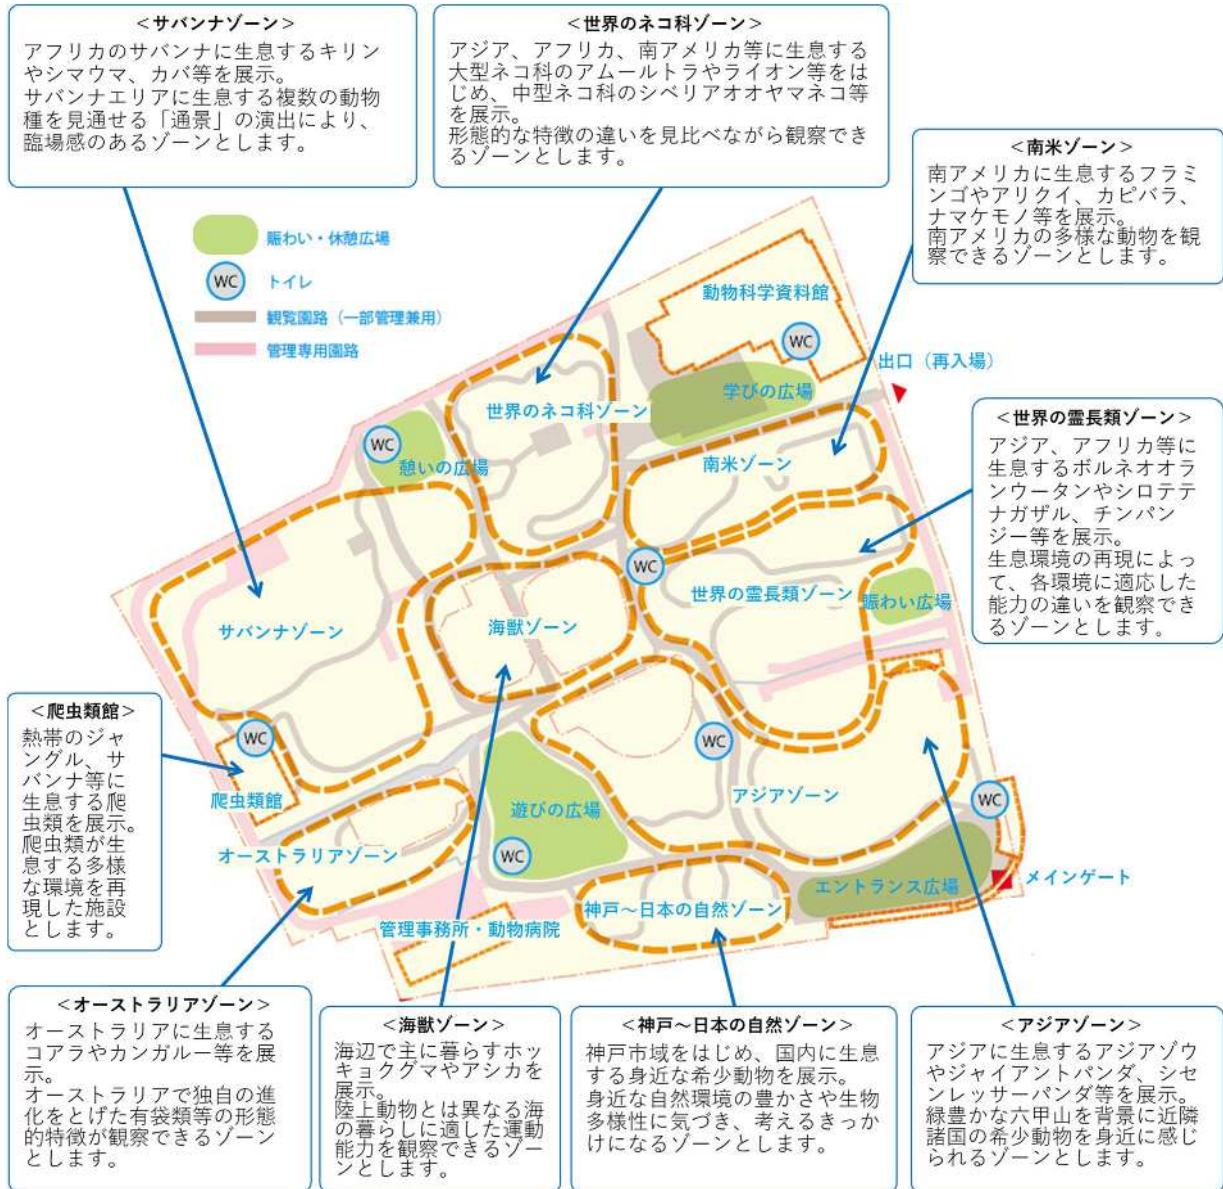 ＜サバンナゾーン＞
アフリカのサバンナに生息するキリン
やシマウマ、カバ等を展示。
サバンナエリアに生息する複数の動物
種を見通せる「通景」の演出により、
臨場感のあるゾーンとします。
＜世界のネコ科ゾーン＞
アジア、アフリカ、南アメリカ等に生息する
大型ネコ科のアムールトラやライオン等をは
じめ、中型ネコ科のシベリアオオヤマネコ等
を展示。
形態的な特徴の違いを見比べながら観察でき
るゾーンとします。
＜南米ゾーン＞
南アメリカに生息するフラミ
ンゴやアリクイ、カピバラ、
ナマケモノ等を展示。
南アメリカの多様な動物を観
察できるゾーンとします。
賑わい・休憩広場
WC
トイレ
観覧園路（一部管理兼用）
管理専用園路
動物科学資料館
WC
出口（再入場）
学びの広場
世界のネコ科ゾーン
WC
憩いの広場
南米ゾーン
＜世界の霊長類ゾーン＞
アジア、アフリカ等に
生息するボルネオオラ
ンウータンやシロテテ
ナガザル、チンパン
ジー等を展示。
生息環境の再現によっ
て、各環境に適応した
能力の違いを観察でき
るゾーンとします。
WC
世界の霊長類ゾーン
賑わい広場
サバンナゾーン
海獣ゾーン
＜爬虫類館＞
熱帯のジャ
ングル、サ
バンナ等に
生息する爬
虫類を展示。
爬虫類が生
息する多様
な環境を再
現した施設
とします。
WC
爬虫類館
WC
アジアゾーン
遊びの広場
WC
WC
オーストラリアゾーン
エントランス広場
メインゲート
神戸～日本の自然ゾーン
管理事務所・動物病院
＜オーストラリアゾーン＞
オーストラリアに生息する
コアラやカンガルー等を展
示。
オーストラリアで独自の進
化をとげた有袋類等の形態
的特徴が観察できるゾーン
とします。
＜海獣ゾーン＞
海辺で主に暮らすホッ
キョクグマやアシカを
展示。
陸上動物とは異なる海
の暮らしに適した運動
能力を観察できるゾー
ンとします。
＜神戸～日本の自然ゾーン＞
神戸市域をはじめ、国内に生息
する身近な希少動物を展示。
身近な自然環境の豊かさや生物
多様性に気づき、考えるきっか
けになるゾーンとします。
＜アジアゾーン＞
アジアに生息するアジアゾウ
やジャイアントパンダ、シセ
ンレッサーパンダ等を展示。
緑豊かな六甲山を背景に近隣
諸国の希少動物を身近に感じ
られるゾーンとします。